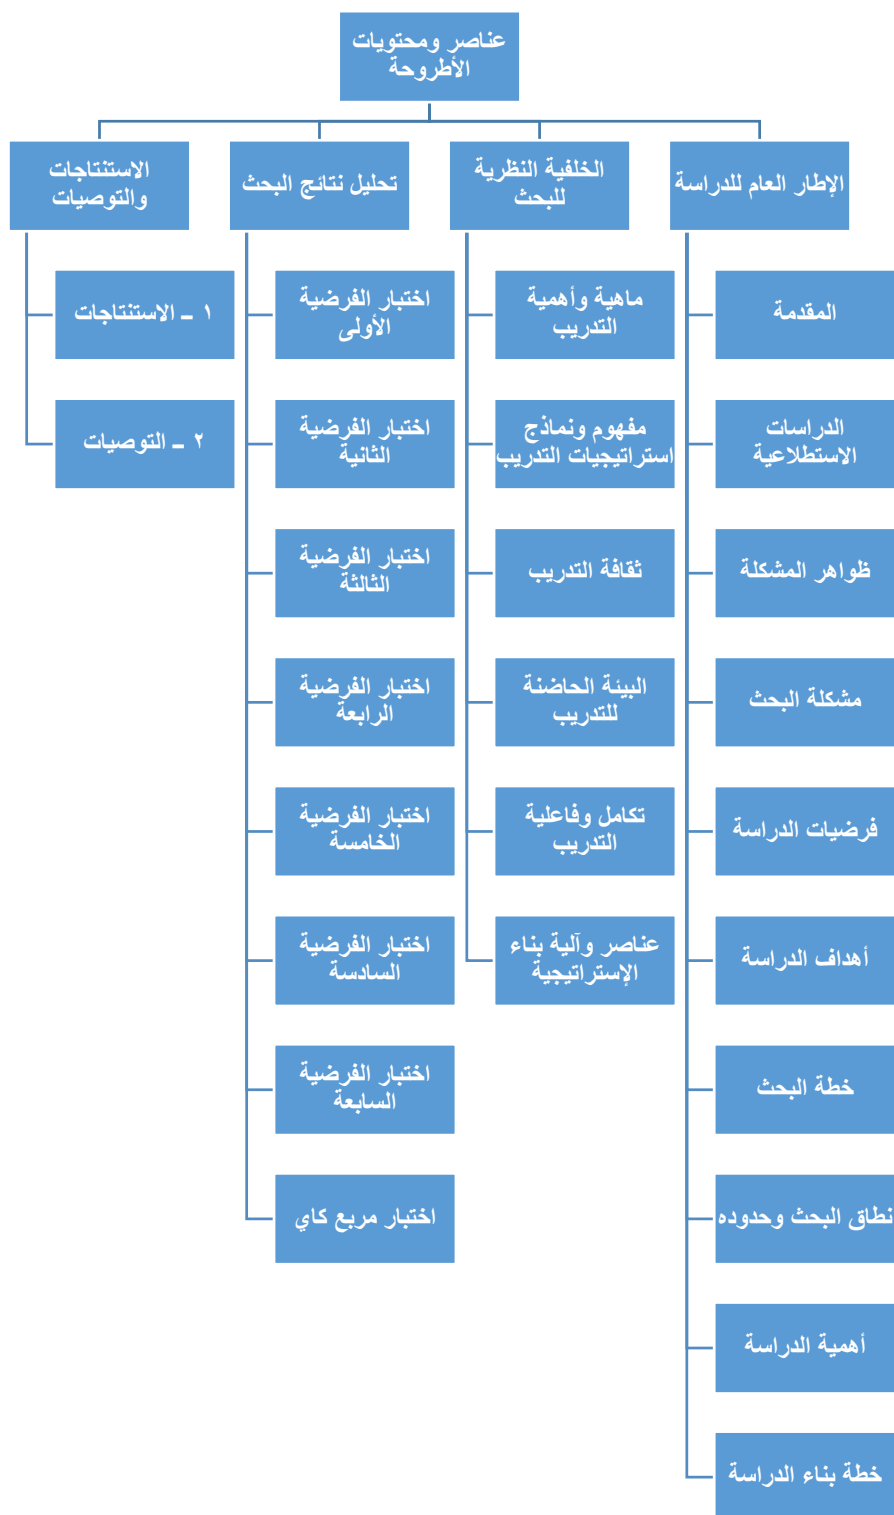 عناصر ومحتويات
الأطروحة
الإطار العام للدراسة
المقدمة
الدراسات
الاستطلاعية
ظواهر المشكلة
مشكلة البحث
فرضيات الدراسة
أهداف الدراسة
خطة البحث
نطاق البحث وحدوده
أهمية الدراسة
خطة بناء الدراسة
الخلفية النظرية
للبحث
ماهية وأهمية
التدريب
مفهوم ونماذج
استراتيجيات التدريب
ثقافة التدريب
البيئة الحاضنة
للتدريب
تكامل وفاعلية
التدريب
عناصر وآلية بناء
الإستراتيجية
تحليل نتائج البحث
اختبار الفرضية
الأولى
اختبار الفرضية
الثانية
اختبار الفرضية
الثالثة
اختبار الفرضية
الرابعة
اختبار الفرضية
الخامسة
اختبار الفرضية
السادسة
اختبار الفرضية
السابعة
اختبار مربع كاي
الاستنتاجات
والتوصيات
١ – الاستنتاجات
٢ – التوصيات